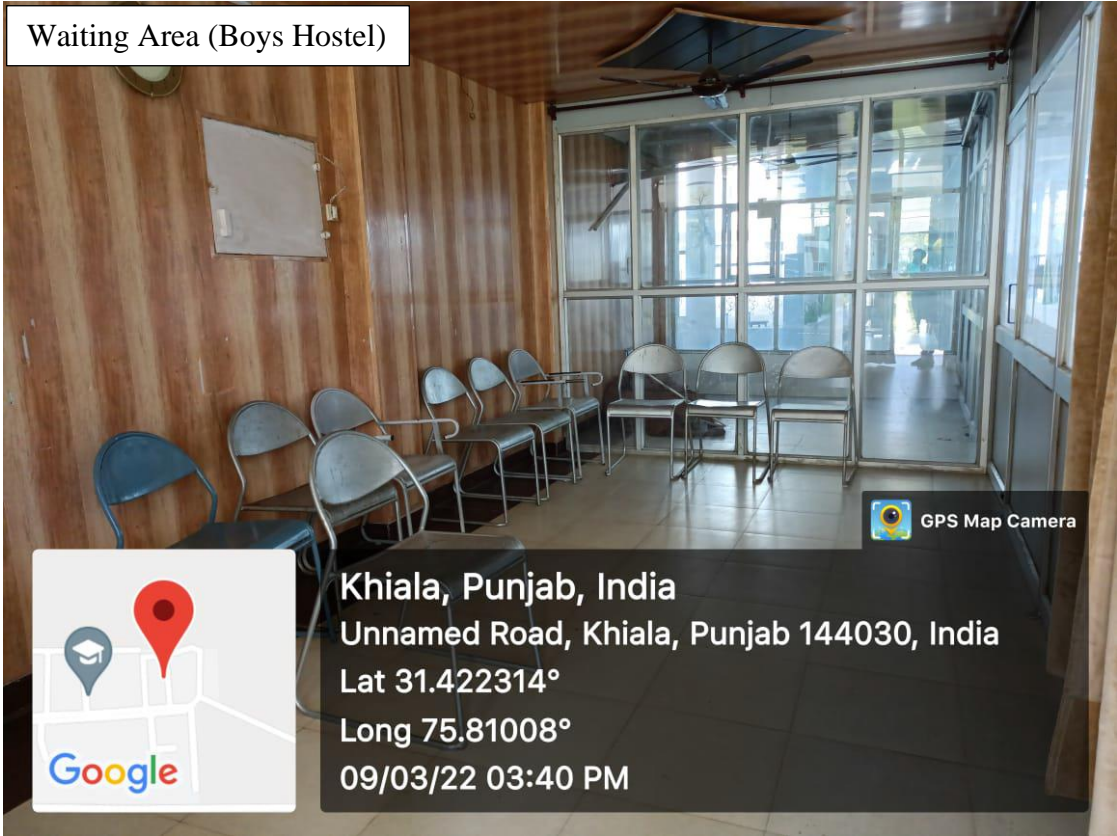 Waiting Area (Boys Hostel)
GPS Map Camera
Khiala, Punjab, India
Unnamed Road, Khiala, Punjab 144030, India
Lat 31.422314°
Long 75.81008°
09/03/22 03:40 PM
Google